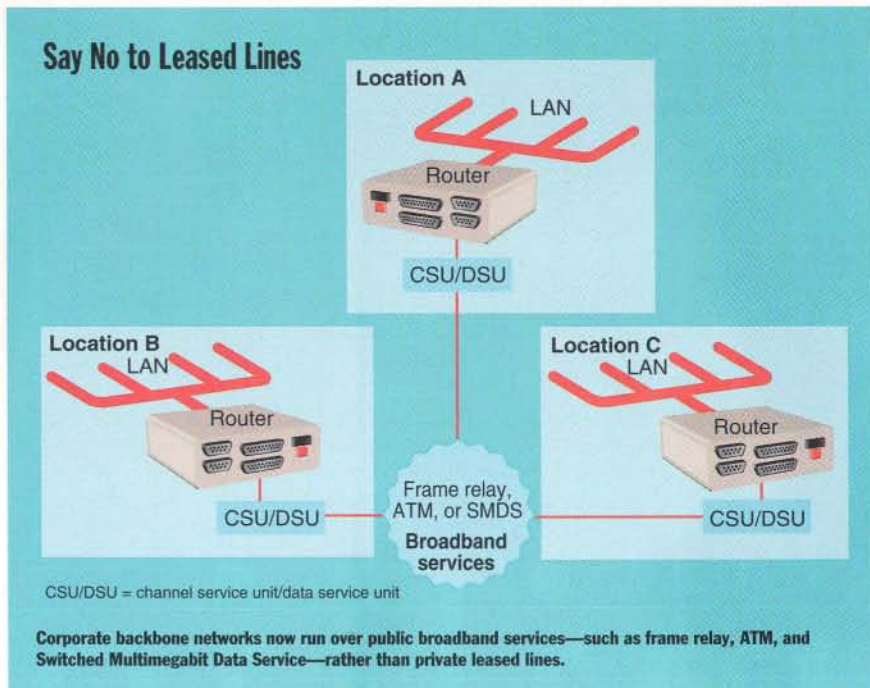 Say No to Leased Lines
Location A
LAN
Router
CSU/DSU
Location B
LAN
Router
CSU/DSU
Location C
LAN
Router
CSU/DSU
Frame relay,
ATM, or SMDS
Broadband
services
CSU/DSU = channel service unit/data service unit
Corporate backbone networks now run over public broadband services—such as frame relay, ATM, and
Switched Multimegabit Data Service—rather than private leased lines.